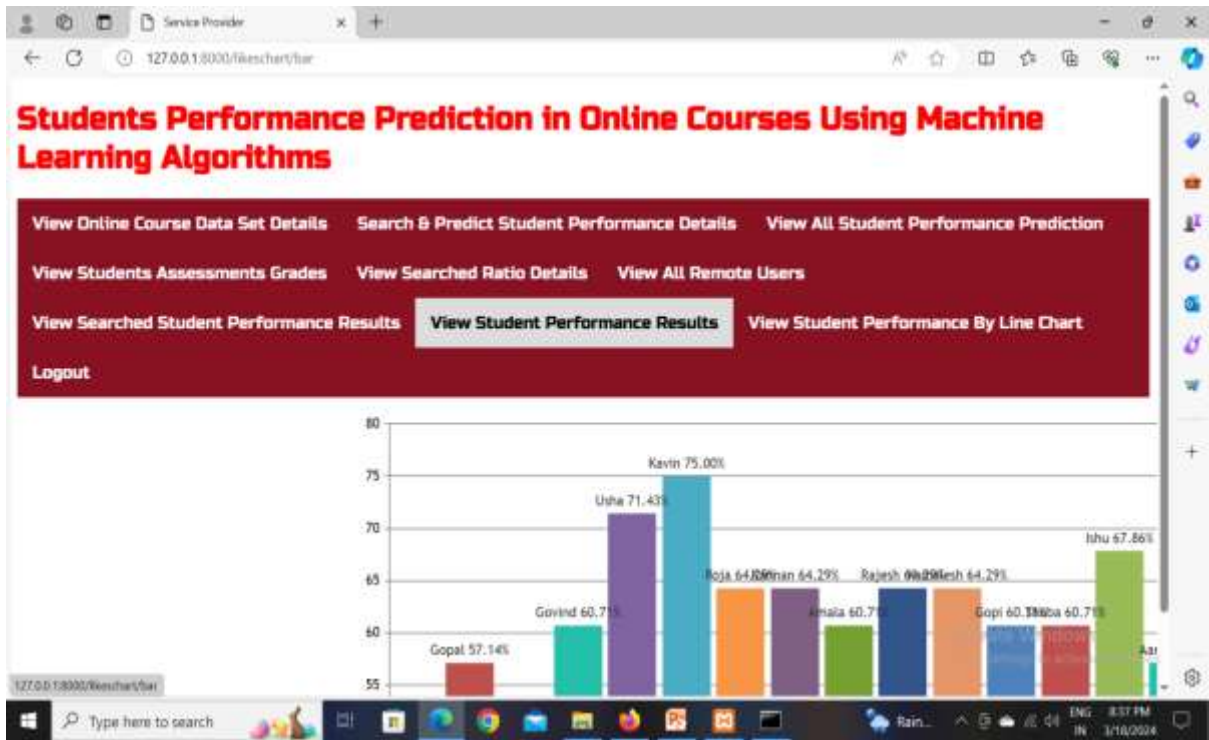 Service Provider
127.0.0.1:8000/likeschart/bar
Students Performance Prediction in Online Courses Using Machine
Learning Algorithms
View Online Course Data Set Details Search & Predict Student Performance Details View All Student Performance Prediction
View Students Assessments Grades View Searched Ratio Details View All Remote Users
View Searched Student Performance Results View Student Performance Results View Student Performance By Line Chart
Logout
80
Kavin 75.00%
75
Usha 71.43%
70
Ishu 67.86%
65
Roja 64.29% 64.29% Rajesh 64.29%
Govind 60.71% Amala 60.71% Gopi 60.71% 60.71%
60
Gopal 57.14%
55
127.0.0.1:8000/likeschart/bar
Type here to search
Rain...
ENG
IN
8:37 PM
3/18/2024